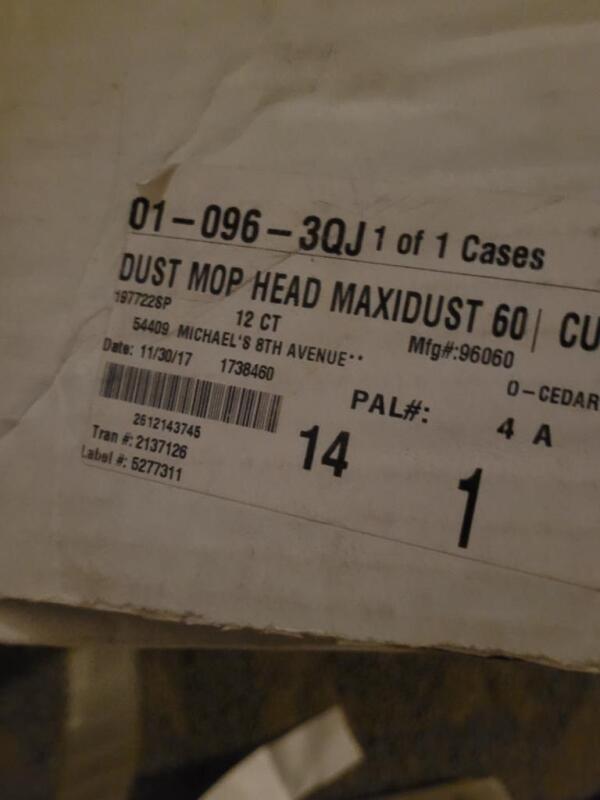 01-096-3QJ 1 of 1 Cases
DUST MOP HEAD MAXIDUST 60| CU
197722SP 12 CT Mfg#:96060
54409 MICHAEL'S 8TH AVENUE** O-CEDAR
Date: 11/30/17 1738460 PAL#: 4 A
2612143745 14 1
Tran #: 2137126
Label #: 5277311